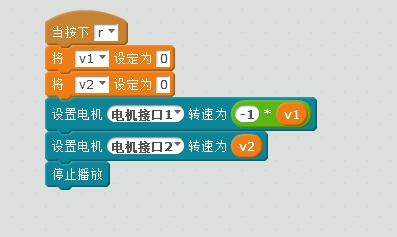 当按下 r
将 v1 设定为 0
将 v2 设定为 0
设置电机 电机接口1 转速为 -1 * v1
设置电机 电机接口2 转速为 v2
停止播放